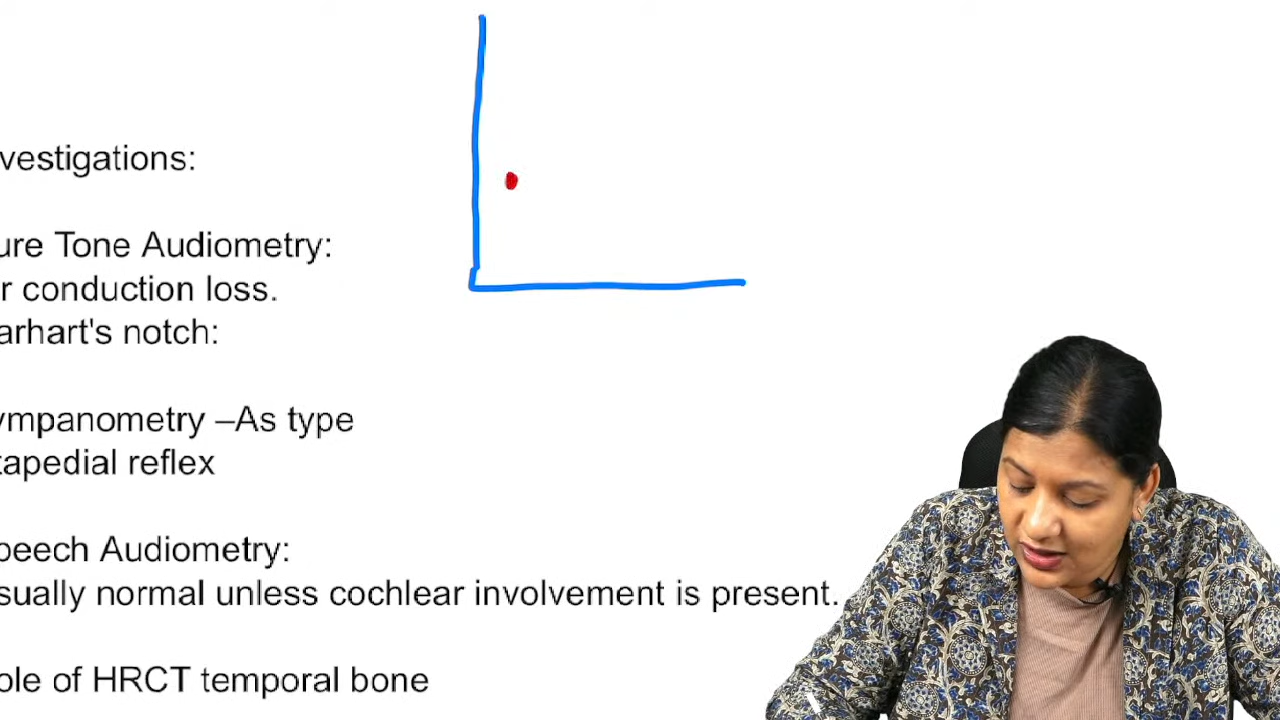 vestigations:
ure Tone Audiometry:
r conduction loss.
arhart's notch:
mpanometry –As type
tapedial reflex
peech Audiometry:
sually normal unless cochlear involvement is present.
ole of HRCT temporal bone